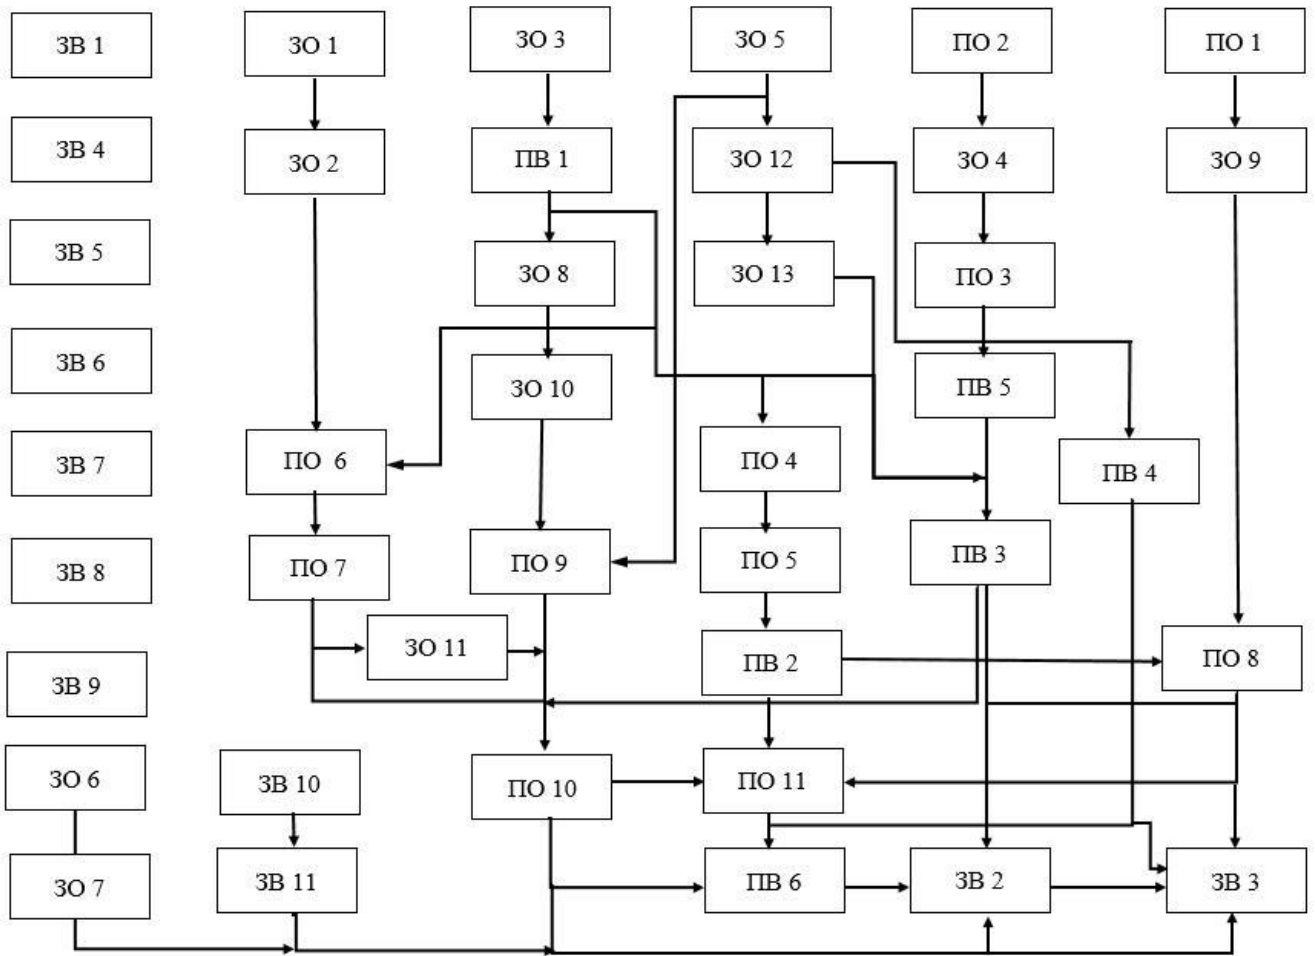 ЗВ 1
ЗО 1
ЗО 3
ЗО 5
ПО 2
ПО 1
ЗВ 4
ЗО 2
ПВ 1
ЗО 12
ЗО 4
ЗО 9
ЗВ 5
ЗО 8
ЗО 13
ПО 3
ЗВ 6
ЗО 10
ПВ 5
ЗВ 7
ПО 6
ПО 4
ПВ 4
ЗВ 8
ПО 7
ПО 9
ПО 5
ПВ 3
ЗВ 9
ЗО 11
ПВ 2
ПО 8
ЗО 6
ЗВ 10
ПО 10
ПО 11
ЗО 7
ЗВ 11
ПВ 6
ЗВ 2
ЗВ 3